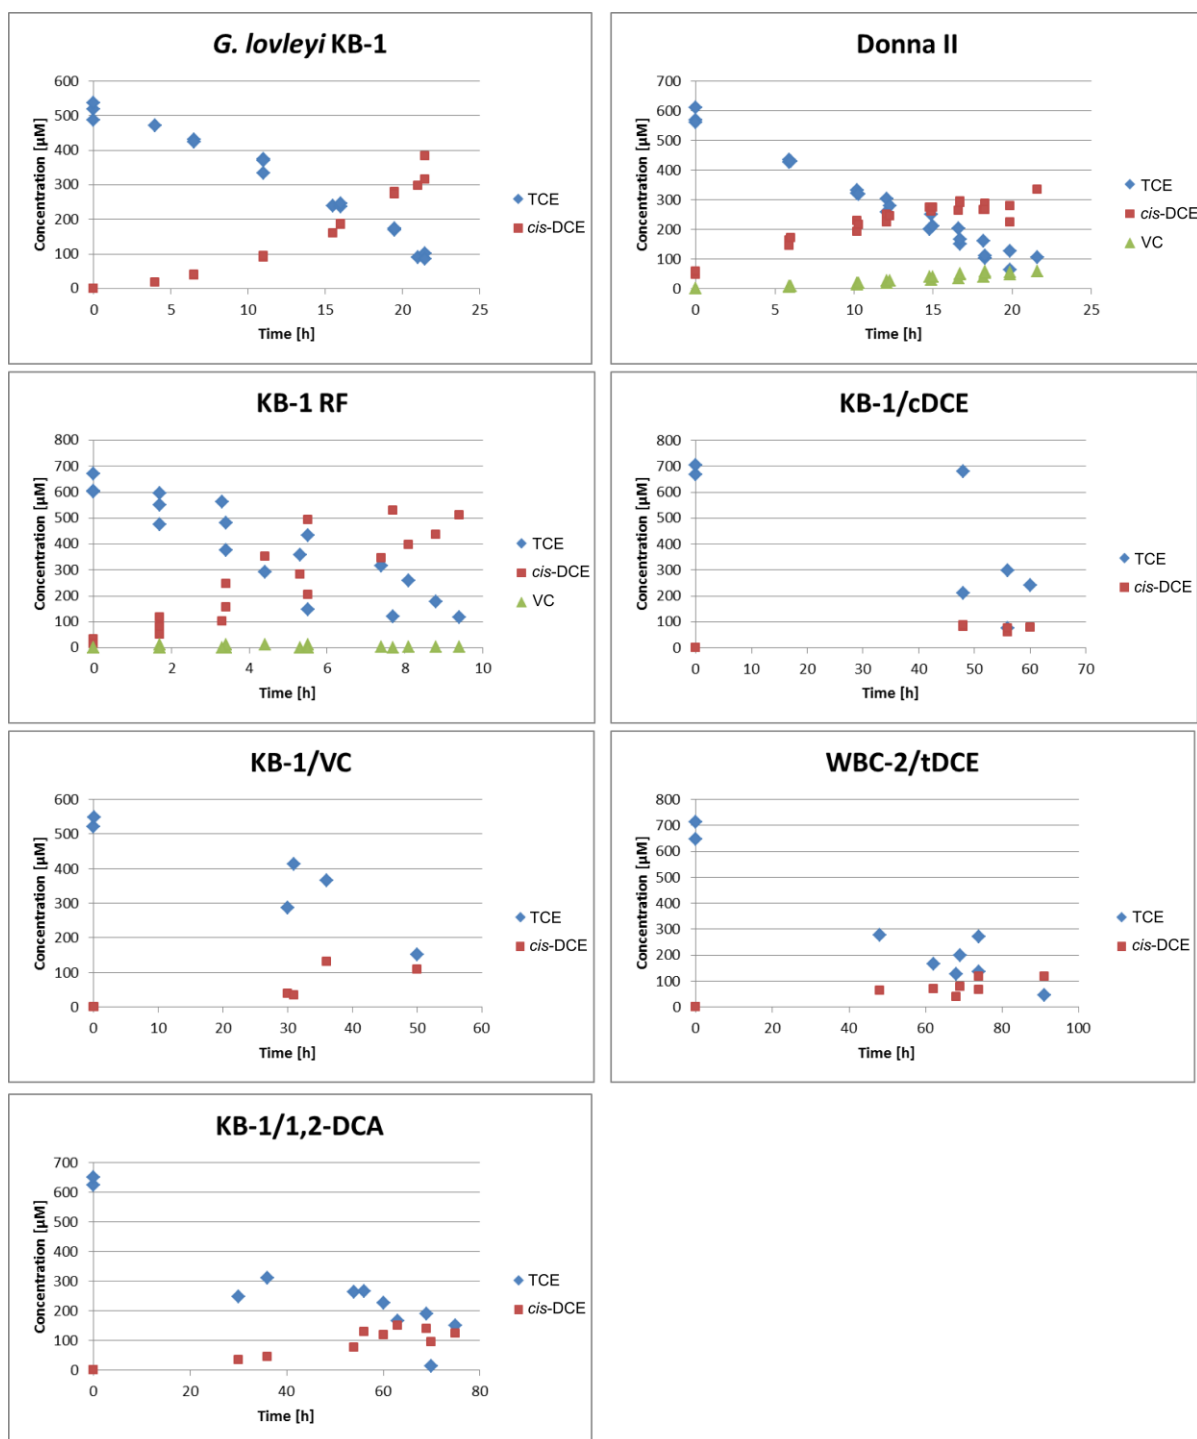 G. lovleyi KB-1
Concentration [µM]
600
500
400
300
200
100
0
0 5 10 15 20 25
Time [h]
TCE
cis-DCE
Donna II
Concentration [µM]
700
600
500
400
300
200
100
0
0 5 10 15 20 25
Time [h]
TCE
cis-DCE
VC
KB-1 RF
Concentration [µM]
800
700
600
500
400
300
200
100
0
0 2 4 6 8 10
Time [h]
TCE
cis-DCE
VC
KB-1/cDCE
Concentration [µM]
800
700
600
500
400
300
200
100
0
0 10 20 30 40 50 60 70
Time [h]
TCE
cis-DCE
KB-1/VC
Concentration [µM]
600
500
400
300
200
100
0
0 10 20 30 40 50 60
Time [h]
TCE
cis-DCE
WBC-2/tDCE
Concentration [µM]
800
700
600
500
400
300
200
100
0
0 20 40 60 80 100
Time [h]
TCE
cis-DCE
KB-1/1,2-DCA
Concentration [µM]
700
600
500
400
300
200
100
0
0 20 40 60 80
Time [h]
TCE
cis-DCE